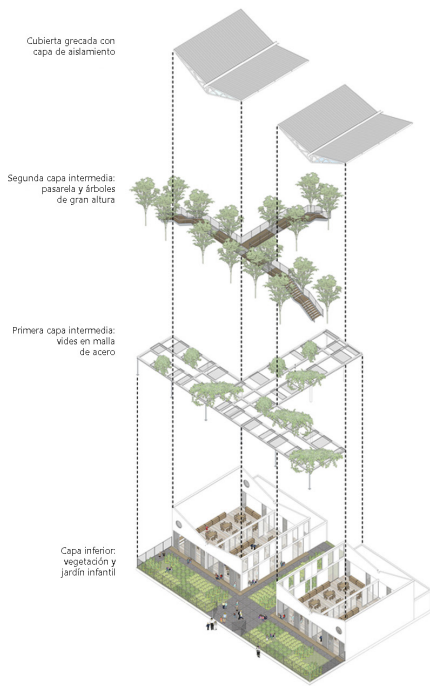 Cubierta grecada con
capa de aislamiento
Segunda capa intermedia:
pasarela y árboles
de gran altura
Primera capa intermedia:
vides en malla
de acero
Capa inferior:
vegetación y
jardín infantil